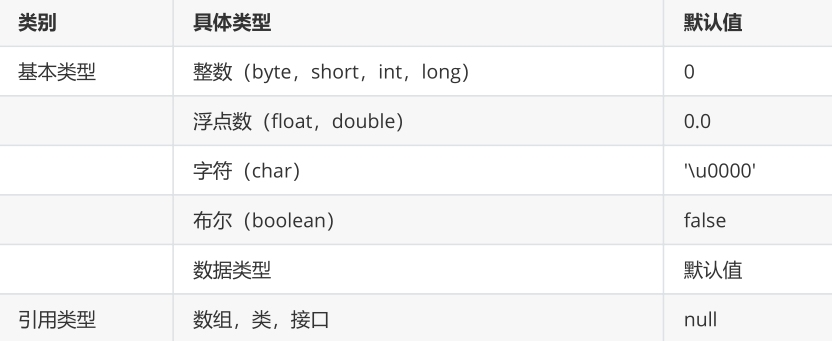 类别 具体类型 默认值
基本类型 整数（byte，short，int，long） 0
浮点数（float，double） 0.0
字符（char） '\u0000'
布尔（boolean） false
数据类型 默认值
引用类型 数组，类，接口 null